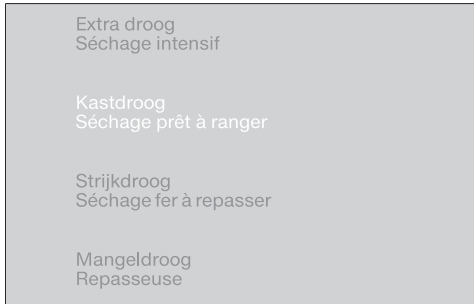 Extra droog
Séchage intensif
Kastdroog
Séchage prêt à ranger
Strijkdroog
Séchage fer à repasser
Mangeldroog
Repasseuse